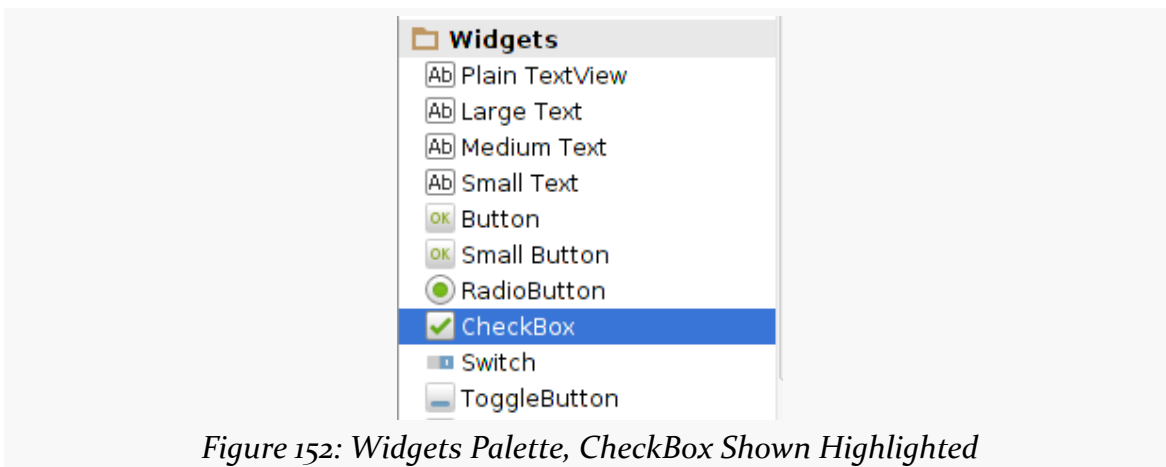 Widgets
Ab Plain TextView
Ab Large Text
Ab Medium Text
Ab Small Text
OK Button
OK Small Button
RadioButton
CheckBox
Switch
ToggleButton
Figure 152: Widgets Palette, CheckBox Shown Highlighted